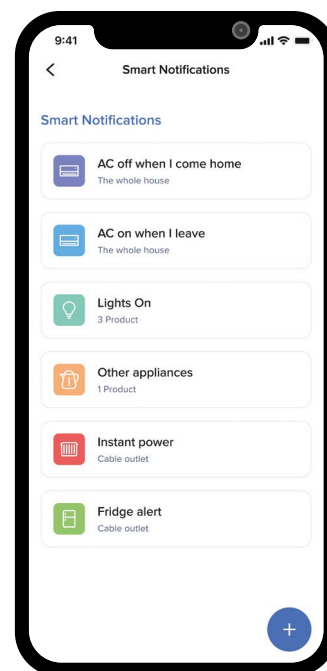 9:41
Smart Notifications
Smart Notifications
AC off when I come home
The whole house
AC on when I leave
The whole house
Lights On
3 Product
Other appliances
1 Product
Instant power
Cable outlet
Fridge alert
Cable outlet